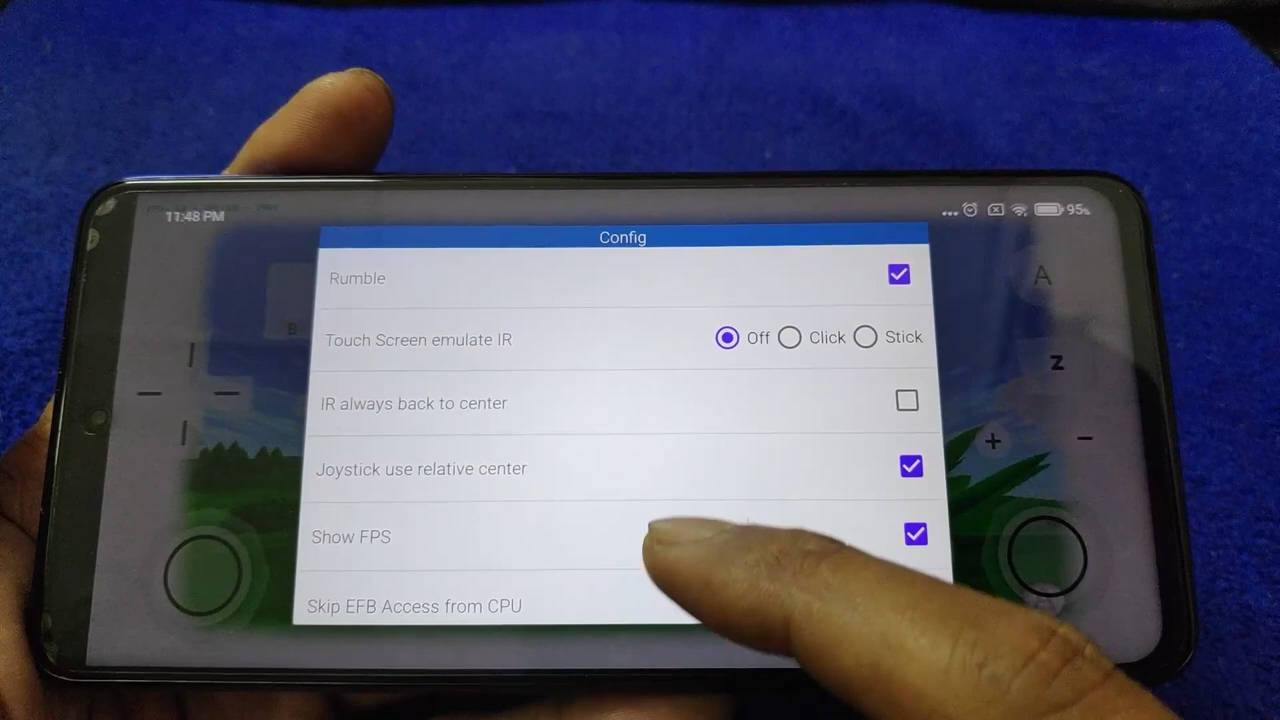 11:48 PM
95%
Config
Rumble
Touch Screen emulate IR
Off Click Stick
IR always back to center
Joystick use relative center
Show FPS
Skip EFB Access from CPU
B
A
Z
+ −